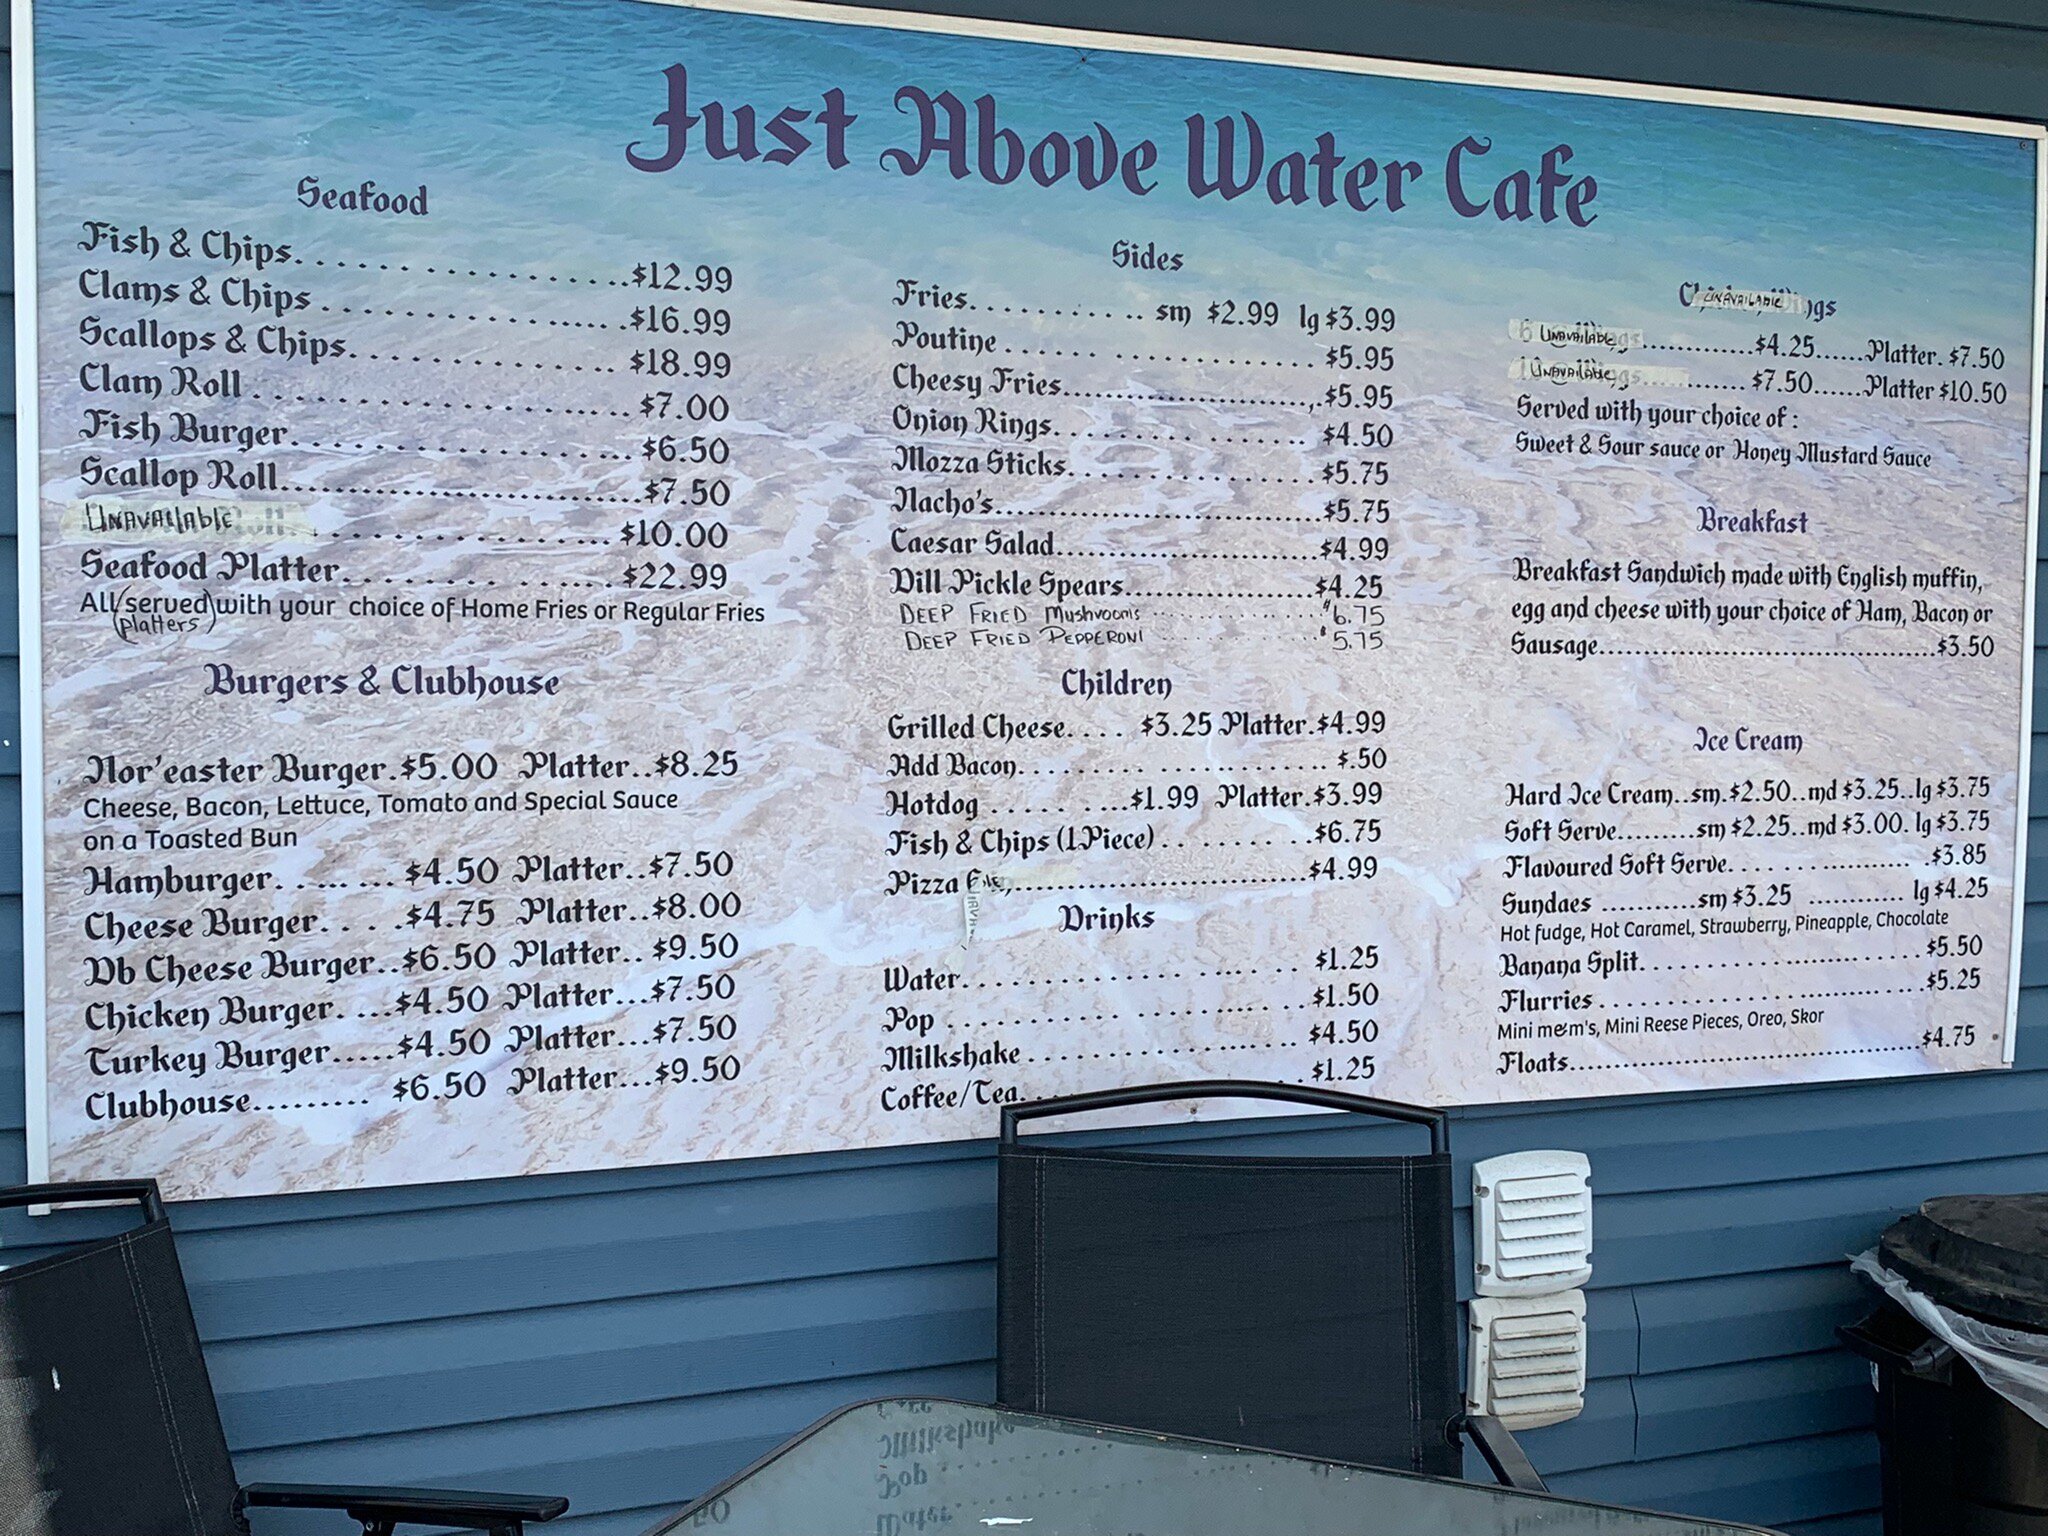 Just Above Water Cafe
Seafood
Fish & Chips. . . . . . . . . . . . . . . . . . ..$12.99
Clams & Chips . . . . . . . . . . . . ...... .$16.99
Scallops & Chips. . . . . . . . . . . . . . . . $18.99
Clam Roll . . . . . . . . . . . . . . . . . . ... $7.00
Fish Burger. . . . . . . . . . . . . . . . . ... $6.50
Scallop Roll........................................$7.50
UNAVAILABLE . . . . . . . . . . . . . .... $10.00
Seafood Platter. . . . . . . . ... ... . .$22.99
All (served) with your choice of Home Fries or Regular Fries
(platters)
Burgers & Clubhouse
Nor'easter Burger.$5.00 Platter..$8.25
Cheese, Bacon, Lettuce, Tomato and Special Sauce
on a Toasted Bun
Hamburger. . .... ... $4.50 Platter..$7.50
Cheese Burger. . . .$4.75 Platter..$8.00
Db Cheese Burger..$6.50 Platter.. $9.50
Chicken Burger. ...$4.50 Platter...$7.50
Turkey Burger.....$4.50 Platter...$7.50
Clubhouse......... $6.50 Platter...$9.50
Sides
Fries. . . . . . . . . . . sm $2.99 lg $3.99
Poutine . . . . . . . . . . . . . . . . . . . . $5.95
Cheesy Fries....................................$5.95
Onion Rings. . . . . . . . . . . . ...... $4.50
Mozza Sticks. . . . . . . . . . . . . . . .$5.75
Nacho's..........................................$5.75
Caesar Salad.................................$4.99
Dill Pickle Spears........................$4.25
DEEP FRIED Mushrooms ...................... $6.75
DEEP FRIED PEPPERONI ...................... $5.75
Children
Grilled Cheese. . . . $3.25 Platter.$4.99
Add Bacon. . . . . . . . . . . . . . . . . . . $.50
Hotdog . . . . . ....$1.99 Platter.$3.99
Fish & Chips (1 Piece) . . . . . . . . . .$6.75
Pizza .....................................$4.99
Drinks
Water. . . . . . . . . . . . . . . . . ... . . . $1.25
Pop . . . . . . . . . . . . . ........ ... . .$1.50
Milkshake . . . . . . . . . . . ........ . . $4.50
Coffee/Tea. . . . .$1.25
UNAVAILABLE gs
UNAVAILABLE .............$4.25......Platter. $7.50
UNAVAILABLE ........$7.50......Platter $10.50
Served with your choice of :
Sweet & Sour sauce or Honey Mustard Sauce
Breakfast
Breakfast Sandwich made with English muffin,
egg and cheese with your choice of Ham, Bacon or
Sausage..........................................$3.50
Ice Cream
Hard Ice Cream..sm.$2.50..md $3.25..lg $3.75
Soft Serve.........sm $2.25..md $3.00. lg $3.75
Flavoured Soft Serve. . . . ................. .$3.85
Sundaes ............sm $3.25 ............ lg $4.25
Hot fudge, Hot Caramel, Strawberry, Pineapple, Chocolate
Banana Split. . . . . . . . . . . . ......... . . $5.50
Flurries . . . . . . . . . . . . . . ........... . .$5.25
Mini m&m's, Mini Reese Pieces, Oreo, Skor
Floats............................................$4.75